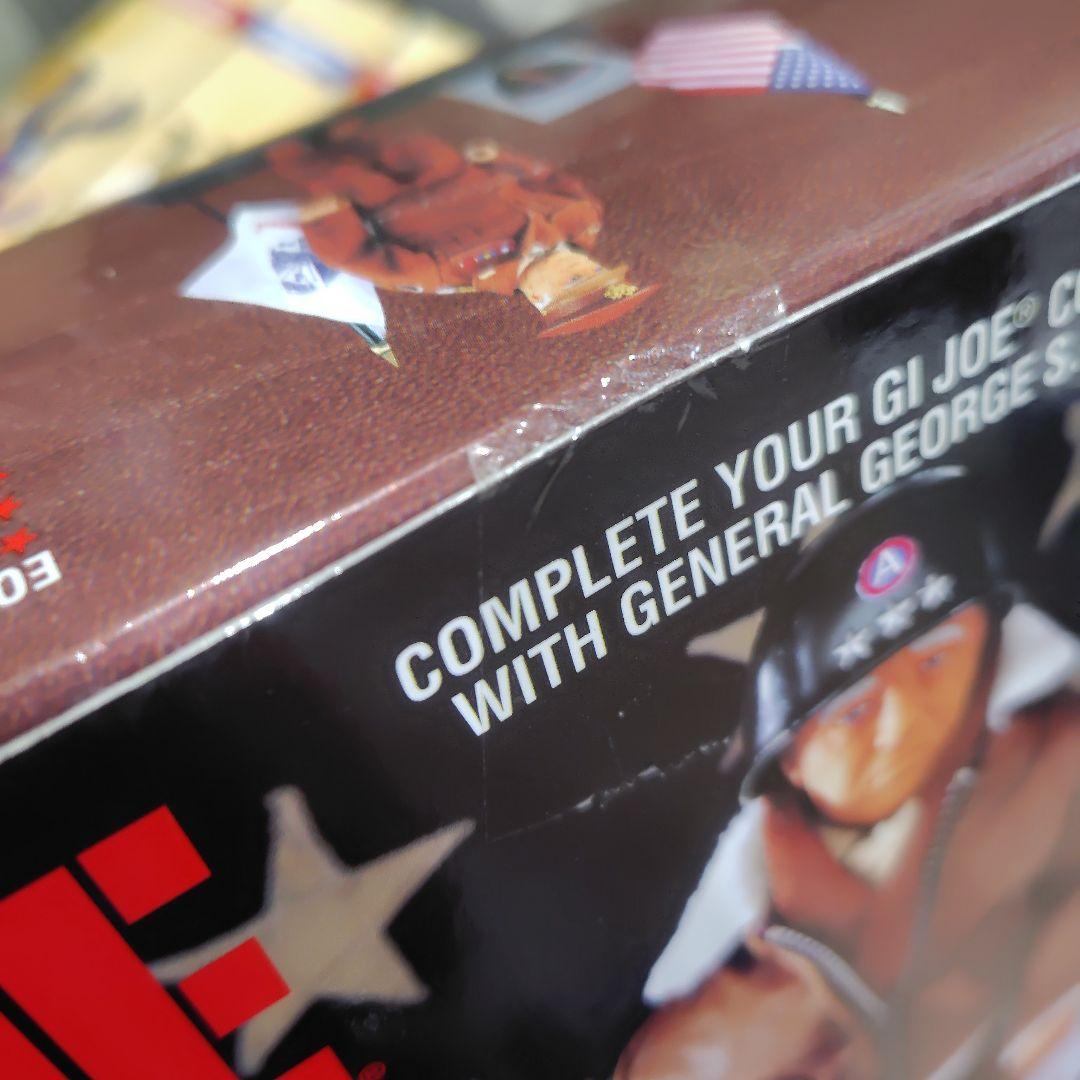 COMPLETE YOUR GI JOE®
WITH GENERAL GEORGE S.
A
E®